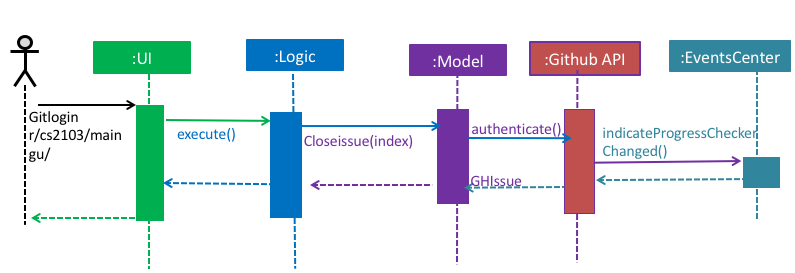 :UI
:Logic
:Model
:Github API
:EventsCenter
Gitlogin
r/cs2103/main
gu/
execute()
Closeissue(index)
authenticate()
indicateProgressChecker
Changed()
GHIssue